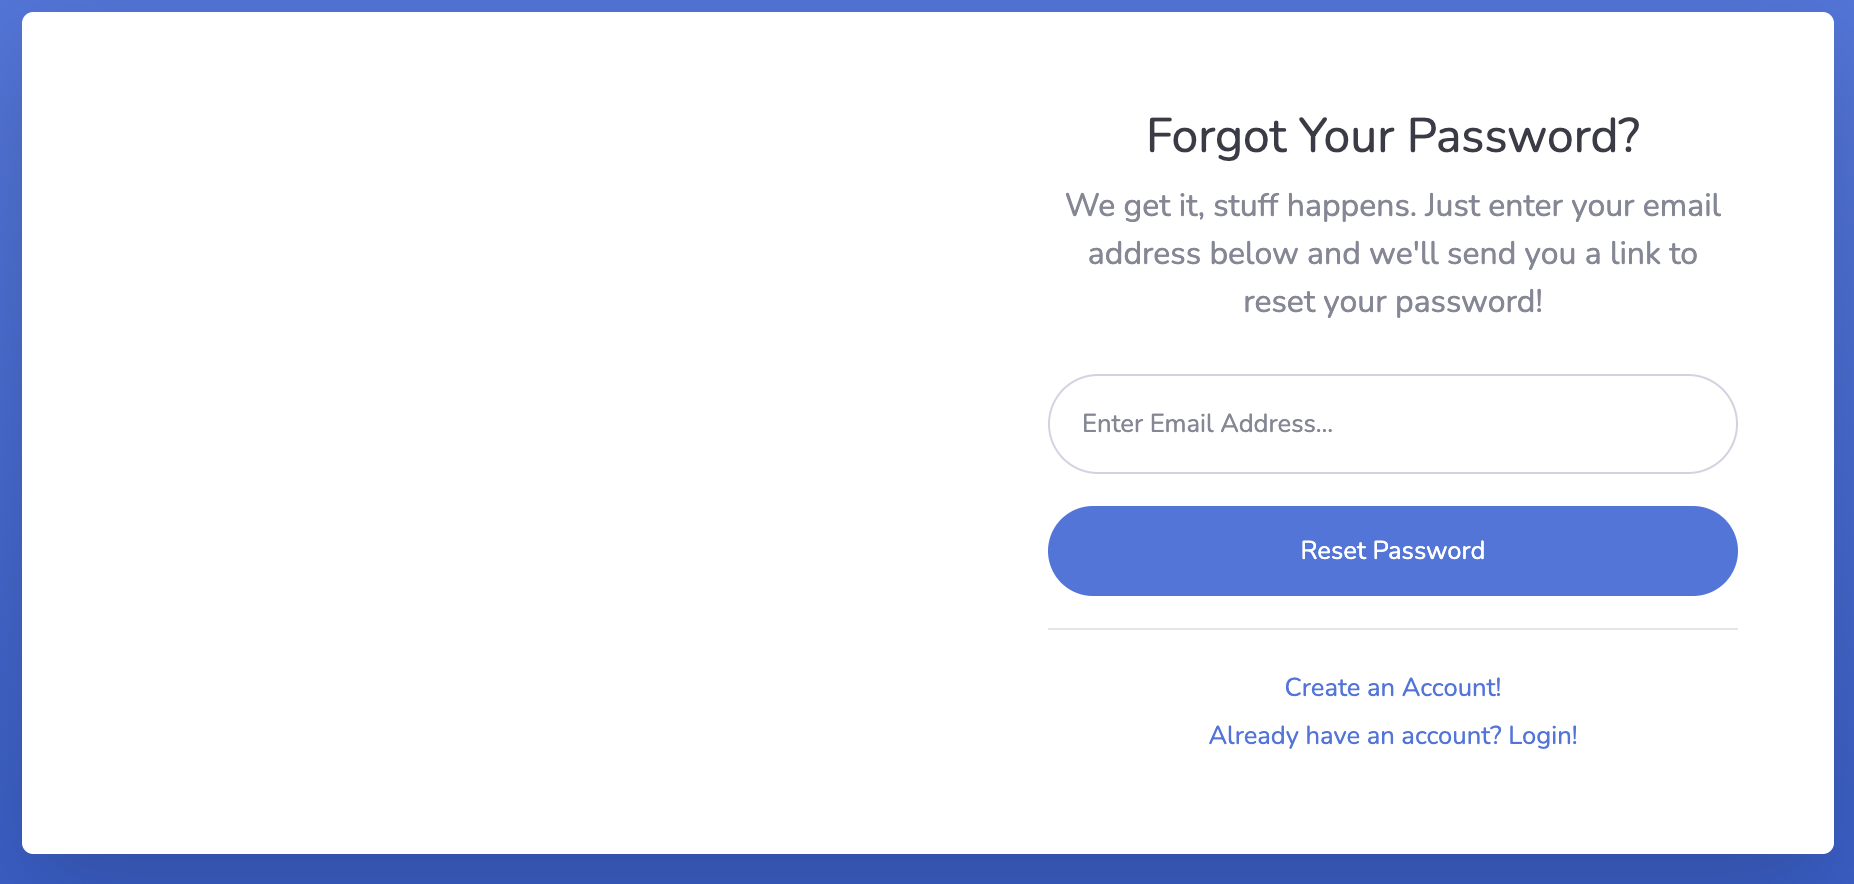 Forgot Your Password?
We get it, stuff happens. Just enter your email
address below and we'll send you a link to
reset your password!
Enter Email Address...
Reset Password
Create an Account!
Already have an account? Login!